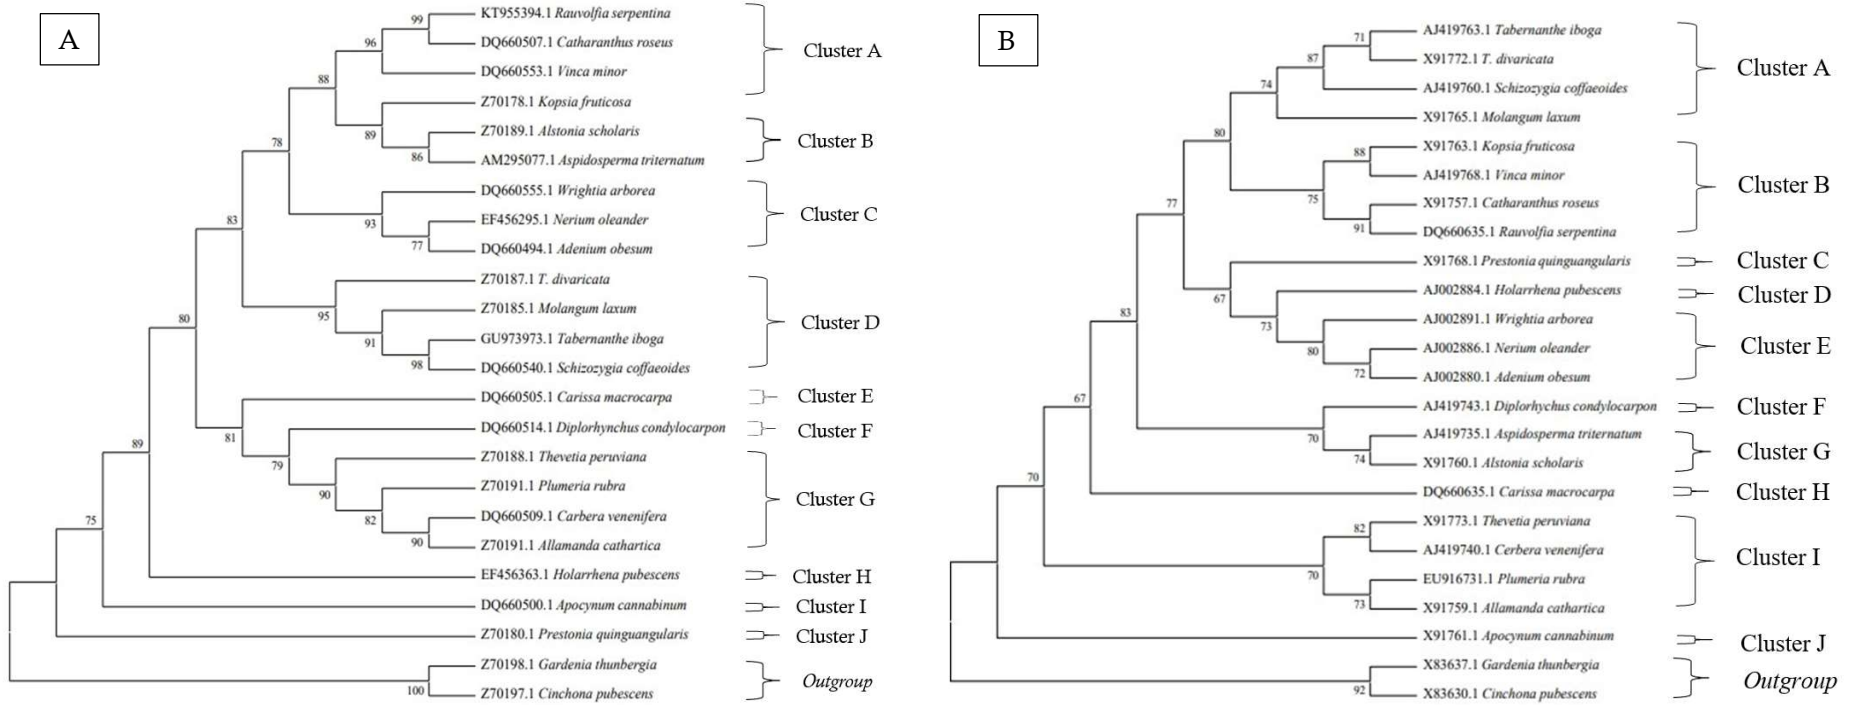 A
99
KT955394.1 Rauvolfia serpentina
96
DQ660507.1 Catharanthus roseus
Cluster A
88
DQ660553.1 Vinca minor
Z70178.1 Kopsia fruticosa
89
Z70189.1 Alstonia scholaris
Cluster B
78
86
AM295077.1 Aspidosperma triternatum
DQ660555.1 Wrightia arborea
93
EF456295.1 Nerium oleander
Cluster C
83
77
DQ660494.1 Adenium obesum
Z70187.1 T. divaricata
95
Z70185.1 Molangum laxum
Cluster D
80
91
GU973973.1 Tabernanthe iboga
98
DQ660540.1 Schizozygia coffaeoides
DQ660505.1 Carissa macrocarpa
Cluster E
81
DQ660514.1 Diplorhynchus condylocarpon
Cluster F
89
79
Z70188.1 Thevetia peruviana
90
Z70191.1 Plumeria rubra
Cluster G
82
DQ660509.1 Carbera venenifera
75
90
Z70191.1 Allamanda cathartica
EF456363.1 Holarrhena pubescens
Cluster H
DQ660500.1 Apocynum cannabinum
Cluster I
Z70180.1 Prestonia quinguangularis
Cluster J
Z70198.1 Gardenia thunbergia
Outgroup
100
Z70197.1 Cinchona pubescens
B
71
AJ419763.1 Tabernanthe iboga
87
X91772.1 T. divaricata
Cluster A
74
AJ419760.1 Schizozygia coffaeoides
X91765.1 Molangum laxum
80
88
X91763.1 Kopsia fruticosa
AJ419768.1 Vinca minor
Cluster B
75
X91757.1 Catharanthus roseus
77
91
DQ660635.1 Rauvolfia serpentina
X91768.1 Prestonia quinguangularis
Cluster C
67
AJ002884.1 Holarrhena pubescens
Cluster D
73
AJ002891.1 Wrightia arborea
83
80
AJ002886.1 Nerium oleander
Cluster E
72
AJ002880.1 Adenium obesum
67
AJ419743.1 Diplorhychus condylocarpon
Cluster F
70
AJ419735.1 Aspidosperma triternatum
Cluster G
74
X91760.1 Alstonia scholaris
70
DQ660635.1 Carissa macrocarpa
Cluster H
82
X91773.1 Thevetia peruviana
AJ419740.1 Cerbera venenifera
Cluster I
70
EU916731.1 Plumeria rubra
73
X91759.1 Allamanda cathartica
X91761.1 Apocynum cannabinum
Cluster J
X83637.1 Gardenia thunbergia
Outgroup
92
X83630.1 Cinchona pubescens